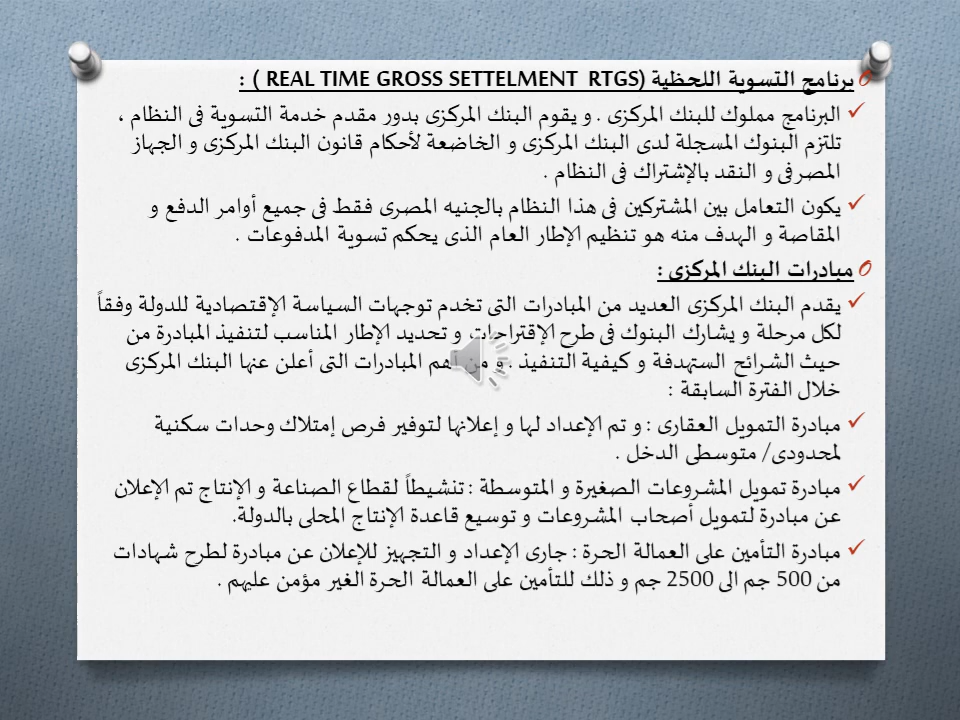 برنامج التسوية اللحظية (REAL TIME GROSS SETTELMENT RTGS ) :
البرنامج مملوك للبنك المركزى . و يقوم البنك المركزى بدور مقدم خدمة التسوية فى النظام ،
تلتزم البنوك المسجلة لدى البنك المركزى و الخاضعة لأحكام قانون البنك المركزى و الجهاز
المصرفى و النقد بالإشتراك فى النظام .
يكون التعامل بين المشتركين فى هذا النظام بالجنيه المصرى فقط فى جميع أوامر الدفع و
المقاصة و الهدف منه هو تنظيم الإطار العام الذى يحكم تسوية المدفوعات .
مبادرات البنك المركزى :
يقدم البنك المركزى العديد من المبادرات التى تخدم توجهات السياسة الإقتصادية للدولة وفقاً
لكل مرحلة و يشارك البنوك فى طرح الإقتراحات و تحديد الإطار المناسب لتنفيذ المبادرة من
حيث الشرائح الستهدفة و كيفية التنفيذ . و من أهم المبادرات التى أعلن عنها البنك المركزى
خلال الفترة السابقة :
مبادرة التمويل العقارى : و تم الإعداد لها و إعلانها لتوفير فرص إمتلاك وحدات سكنية
لمحدودى/ متوسطى الدخل .
مبادرة تمويل المشروعات الصغيرة و المتوسطة : تنشيطاً لقطاع الصناعة و الإنتاج تم الإعلان
عن مبادرة لتمويل أصحاب المشروعات و توسيع قاعدة الإنتاج المحلى بالدولة.
مبادرة التأمين على العمالة الحرة : جارى الإعداد و التجهيز للإعلان عن مبادرة لطرح شهادات
من 500 جم الى 2500 جم و ذلك للتأمين على العمالة الحرة الغير مؤمن عليهم .